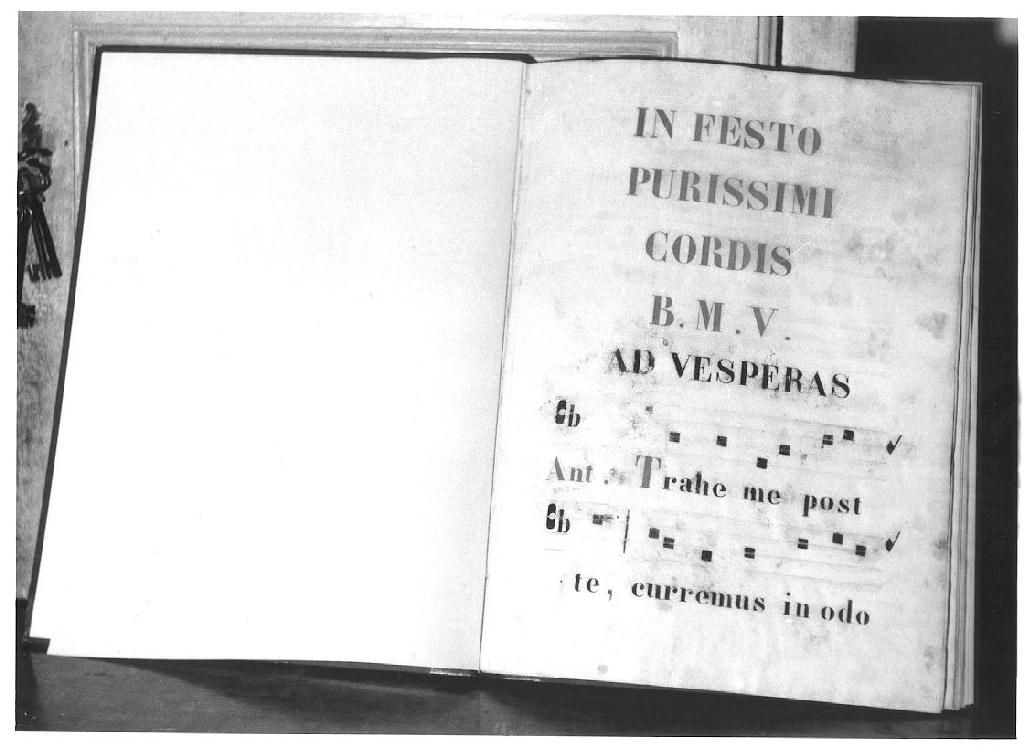 IN FESTO
PURISSIMI
CORDIS
B. M. V.
AD VESPERAS
Ant. Trahe me post
te, curremus in odo